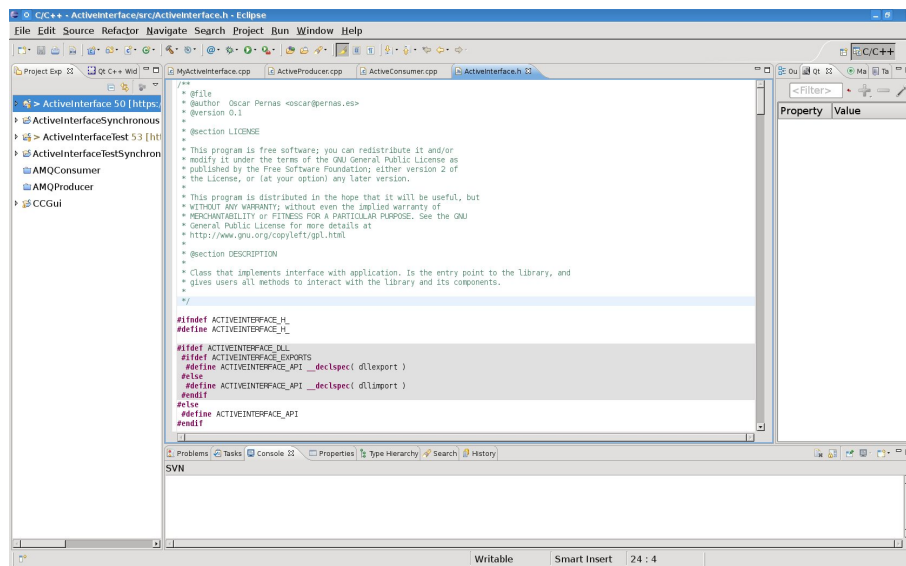 C/C++ - ActiveInterface/src/ActiveInterface.h - Eclipse
File Edit Source Refactor Navigate Search Project Run Window Help
C/C++
Project Exp Qt C++ Wid
MyActiveInterface.cpp ActiveProducer.cpp ActiveConsumer.cpp ActiveInterface.h
Ou Qt Ma Ta
<Filter>
Property Value
> ActiveInterface 50 [https:/
ActiveInterfaceSynchronous
> ActiveInterfaceTest 53 [htt
ActiveInterfaceTestSynchron
AMQConsumer
AMQProducer
CCGui
/**
* @file
* @author Oscar Pernas <oscar@pernas.es>
* @version 0.1
*
* @section LICENSE
*
* This program is free software; you can redistribute it and/or
* modify it under the terms of the GNU General Public License as
* published by the Free Software Foundation; either version 2 of
* the License, or (at your option) any later version.
*
* This program is distributed in the hope that it will be useful, but
* WITHOUT ANY WARRANTY; without even the implied warranty of
* MERCHANTABILITY or FITNESS FOR A PARTICULAR PURPOSE. See the GNU
* General Public License for more details at
* http://www.gnu.org/copyleft/gpl.html
*
* @section DESCRIPTION
*
* Class that implements interface with application. Is the entry point to the library, and
* gives users all methods to interact with the library and its components.
*
*/
#ifndef ACTIVEINTERFACE_H_
#define ACTIVEINTERFACE_H_
#ifdef ACTIVEINTERFACE_DLL
#ifdef ACTIVEINTERFACE_EXPORTS
#define ACTIVEINTERFACE_API __declspec( dllexport )
#else
#define ACTIVEINTERFACE_API __declspec( dllimport )
#endif
#else
#define ACTIVEINTERFACE_API
#endif
Problems Tasks Console Properties Type Hierarchy Search History
SVN
Writable Smart Insert 24 : 4